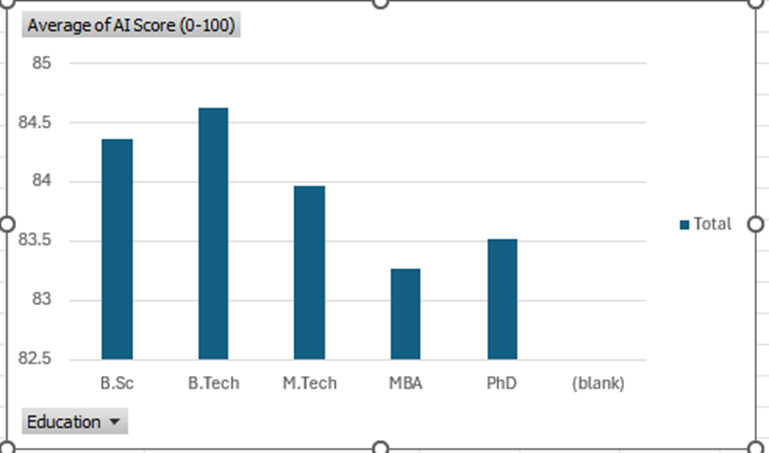 Average of AI Score (0-100)
85
84.5
84
83.5
83
82.5
B.Sc B.Tech M.Tech MBA PhD (blank)
Total
Education